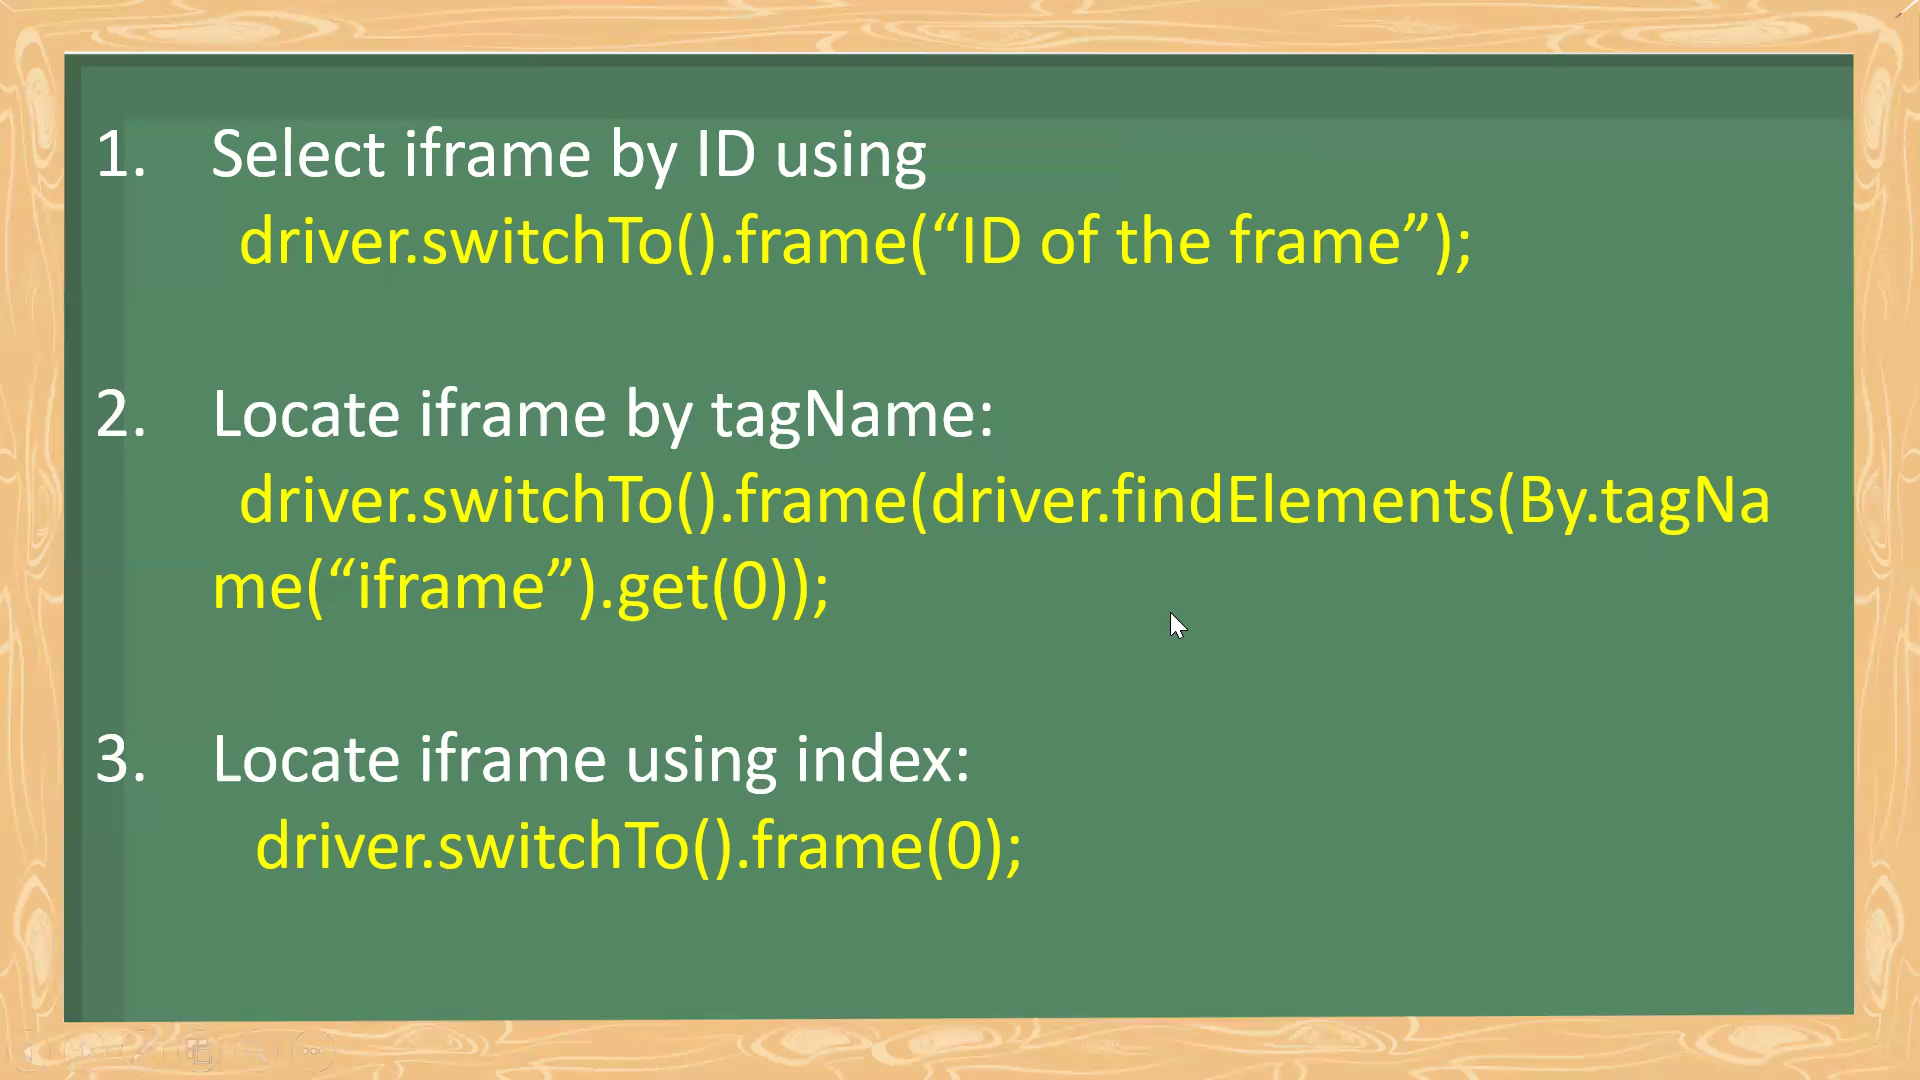 1. Select iframe by ID using
driver.switchTo().frame(“ID of the frame”);
2. Locate iframe by tagName:
driver.switchTo().frame(driver.findElements(By.tagNa
me(“iframe”).get(0));
3. Locate iframe using index:
driver.switchTo().frame(0);